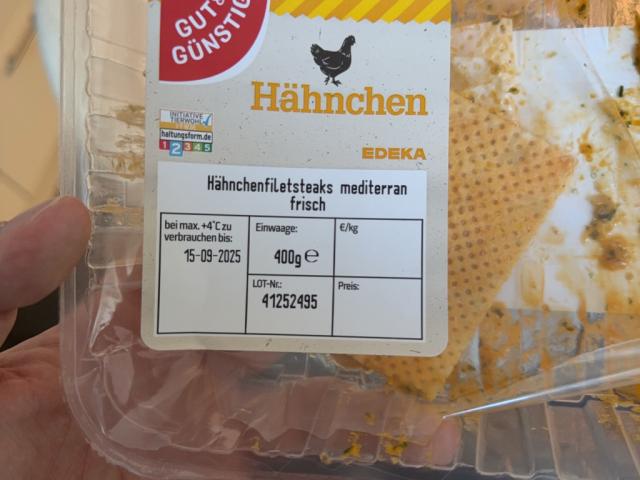 GUT&
GÜNSTIG
Hähnchen
INITIATIVE
TIERWOHL
haltungsform.de
1 2 3 4 5
EDEKA
Hähnchenfiletsteaks mediterran
frisch
bei max. +4°C zu
verbrauchen bis:
15-09-2025
Einwaage:
400g e
€/kg
LOT-Nr.:
41252495
Preis: